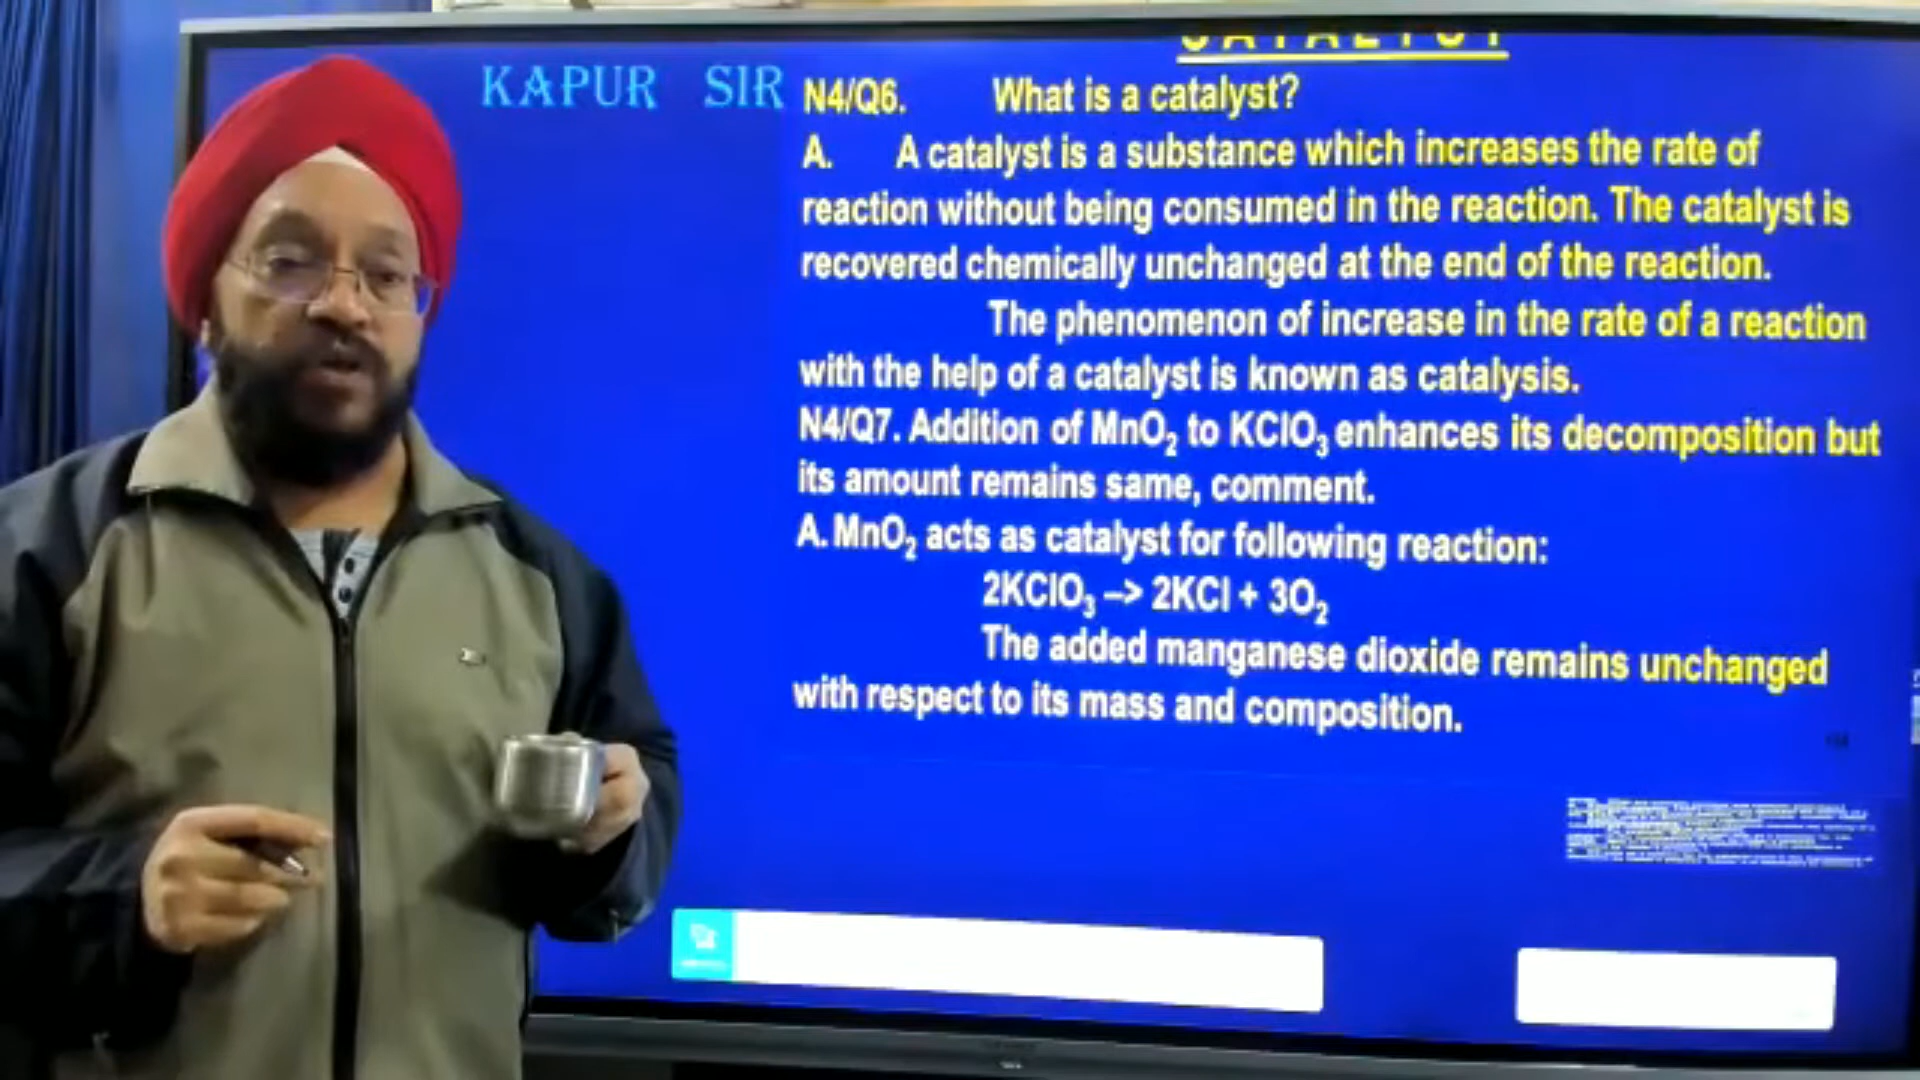 CATALYST
KAPUR SIR
N4/Q6. What is a catalyst?
A. A catalyst is a substance which increases the rate of
reaction without being consumed in the reaction. The catalyst is
recovered chemically unchanged at the end of the reaction.
The phenomenon of increase in the rate of a reaction
with the help of a catalyst is known as catalysis.
N4/Q7. Addition of MnO₂ to KClO₃ enhances its decomposition but
its amount remains same, comment.
A. MnO₂ acts as catalyst for following reaction:
2KClO₃ –> 2KCl + 3O₂
The added manganese dioxide remains unchanged
with respect to its mass and composition.